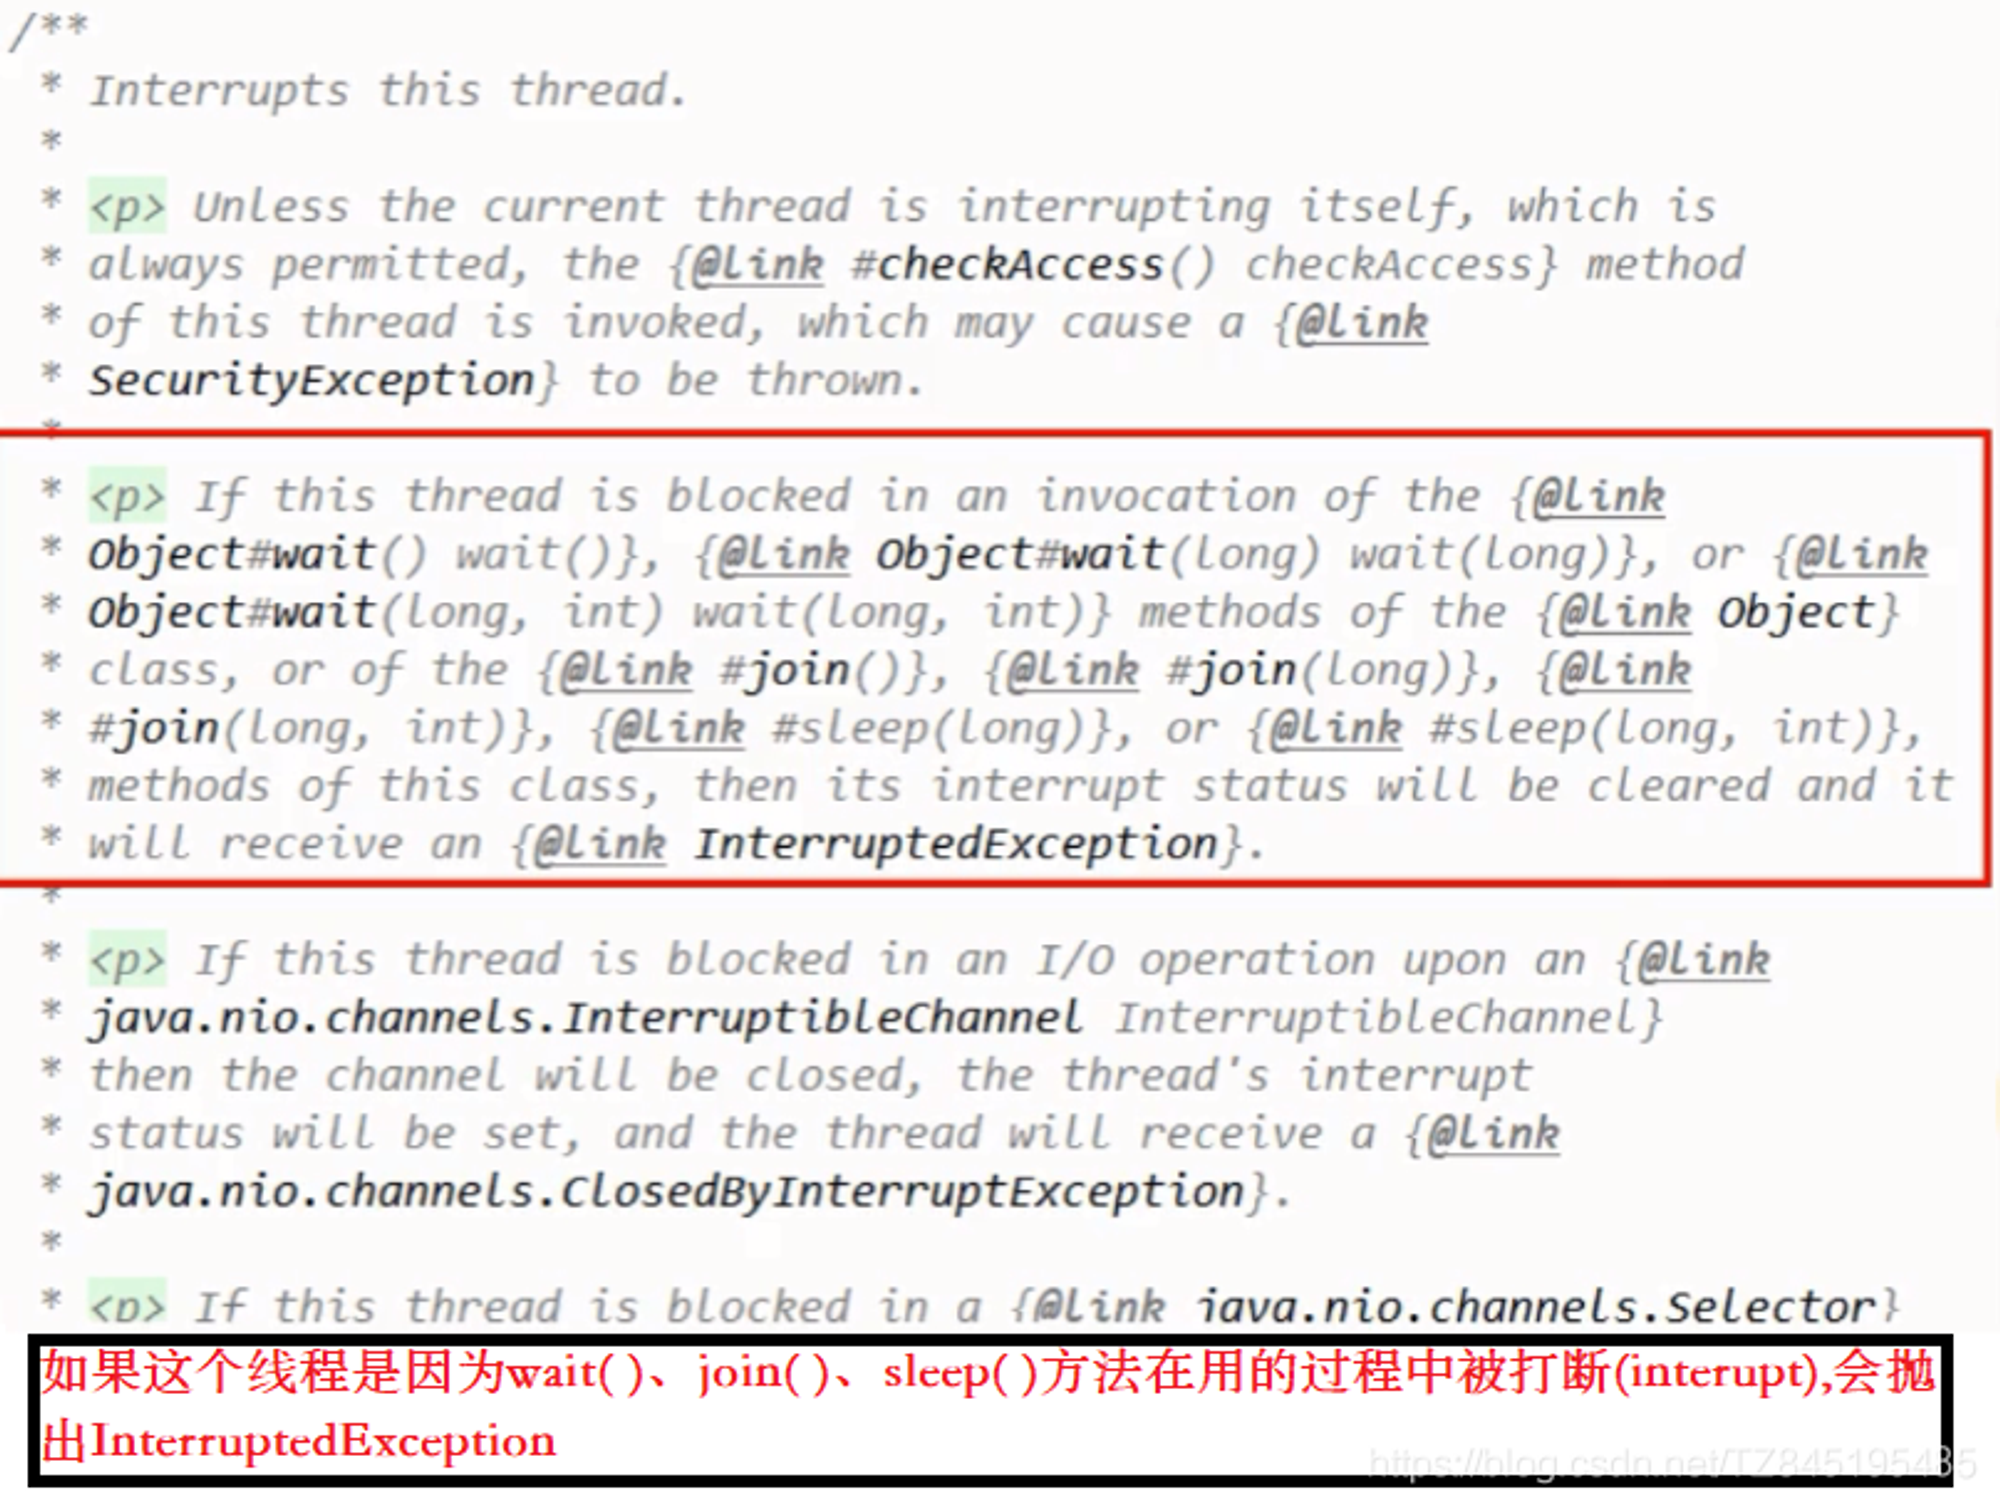 /**
* Interrupts this thread.
*
* <p> Unless the current thread is interrupting itself, which is
* always permitted, the {@link #checkAccess() checkAccess} method
* of this thread is invoked, which may cause a {@link
* SecurityException} to be thrown.
*
* <p> If this thread is blocked in an invocation of the {@link
* Object#wait() wait()}, {@link Object#wait(long) wait(long)}, or {@link
* Object#wait(long, int) wait(long, int)} methods of the {@link Object}
* class, or of the {@link #join()}, {@link #join(long)}, {@link
* #join(long, int)}, {@link #sleep(long)}, or {@link #sleep(long, int)},
* methods of this class, then its interrupt status will be cleared and it
* will receive an {@link InterruptedException}.
*
* <p> If this thread is blocked in an I/O operation upon an {@link
* java.nio.channels.InterruptibleChannel InterruptibleChannel}
* then the channel will be closed, the thread's interrupt
* status will be set, and the thread will receive a {@link
* java.nio.channels.ClosedByInterruptException}.
*
* <p> If this thread is blocked in a {@link java.nio.channels.Selector}
如果这个线程是因为wait()、join()、sleep()方法在用的过程中被打断(interupt),会抛
出InterruptedException
https://blog.csdn.net/TZ845195485